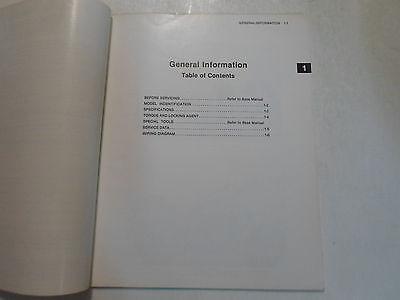 GENERAL INFORMATION 1-1
General Information
Table of Contents
1
BEFORE SERVICING........................Refer to Base Manual
MODEL INDENTIFICATION........................1-2
SPECIFICATIONS........................1-3
TORQUE AND LOCKING AGENT........................1-4
SPECIAL TOOLS........................Refer to Base Manual
SERVICE DATA........................1-5
WIRING DIAGRAM........................1-6